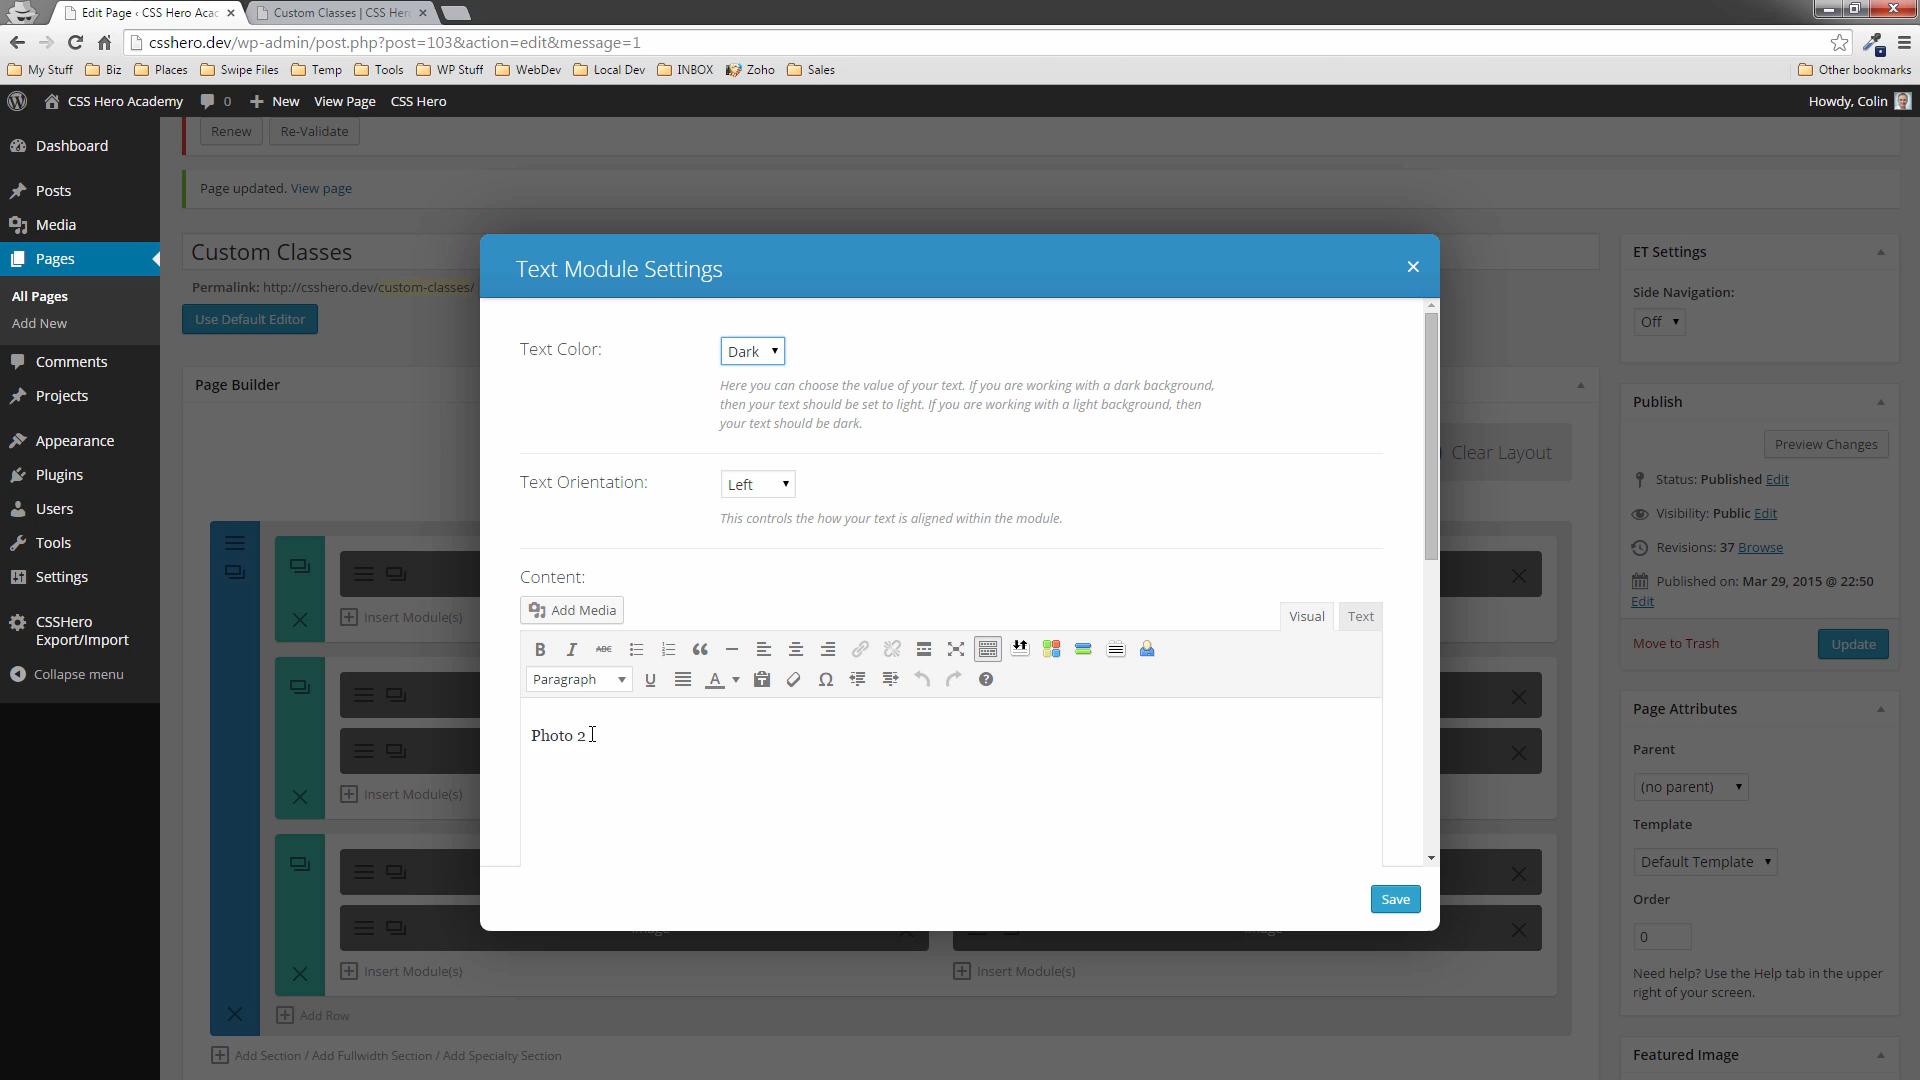 Edit Page ‹ CSS Hero Acad
Custom Classes | CSS Her
csshero.dev/wp-admin/post.php?post=103&action=edit&message=1
My Stuff
Biz
Places
Swipe Files
Temp
Tools
WP Stuff
WebDev
Local Dev
INBOX
Zoho
Sales
Other bookmarks
CSS Hero Academy
0
New
View Page
CSS Hero
Howdy, Colin
Dashboard
Posts
Media
Pages
All Pages
Add New
Comments
Projects
Appearance
Plugins
Users
Tools
Settings
CSSHero
Export/Import
Collapse menu
Renew
Re-Validate
Page updated. View page
Custom Classes
Permalink: http://csshero.dev/custom-classes/
Use Default Editor
Page Builder
Clear Layout
Insert Module(s)
Insert Module(s)
Insert Module(s)
Insert Module(s)
Add Row
Add Section / Add Fullwidth Section / Add Specialty Section
Text Module Settings
Text Color:
Dark
Here you can choose the value of your text. If you are working with a dark background,
then your text should be set to light. If you are working with a light background, then
your text should be dark.
Text Orientation:
Left
This controls the how your text is aligned within the module.
Content:
Add Media
Visual
Text
B I ABC
Paragraph
U
A
Photo 2
Save
ET Settings
Side Navigation:
Off
Publish
Preview Changes
Status: Published Edit
Visibility: Public Edit
Revisions: 37 Browse
Published on: Mar 29, 2015 @ 22:50
Edit
Move to Trash
Update
Page Attributes
Parent
(no parent)
Template
Default Template
Order
0
Need help? Use the Help tab in the upper
right of your screen.
Featured Image